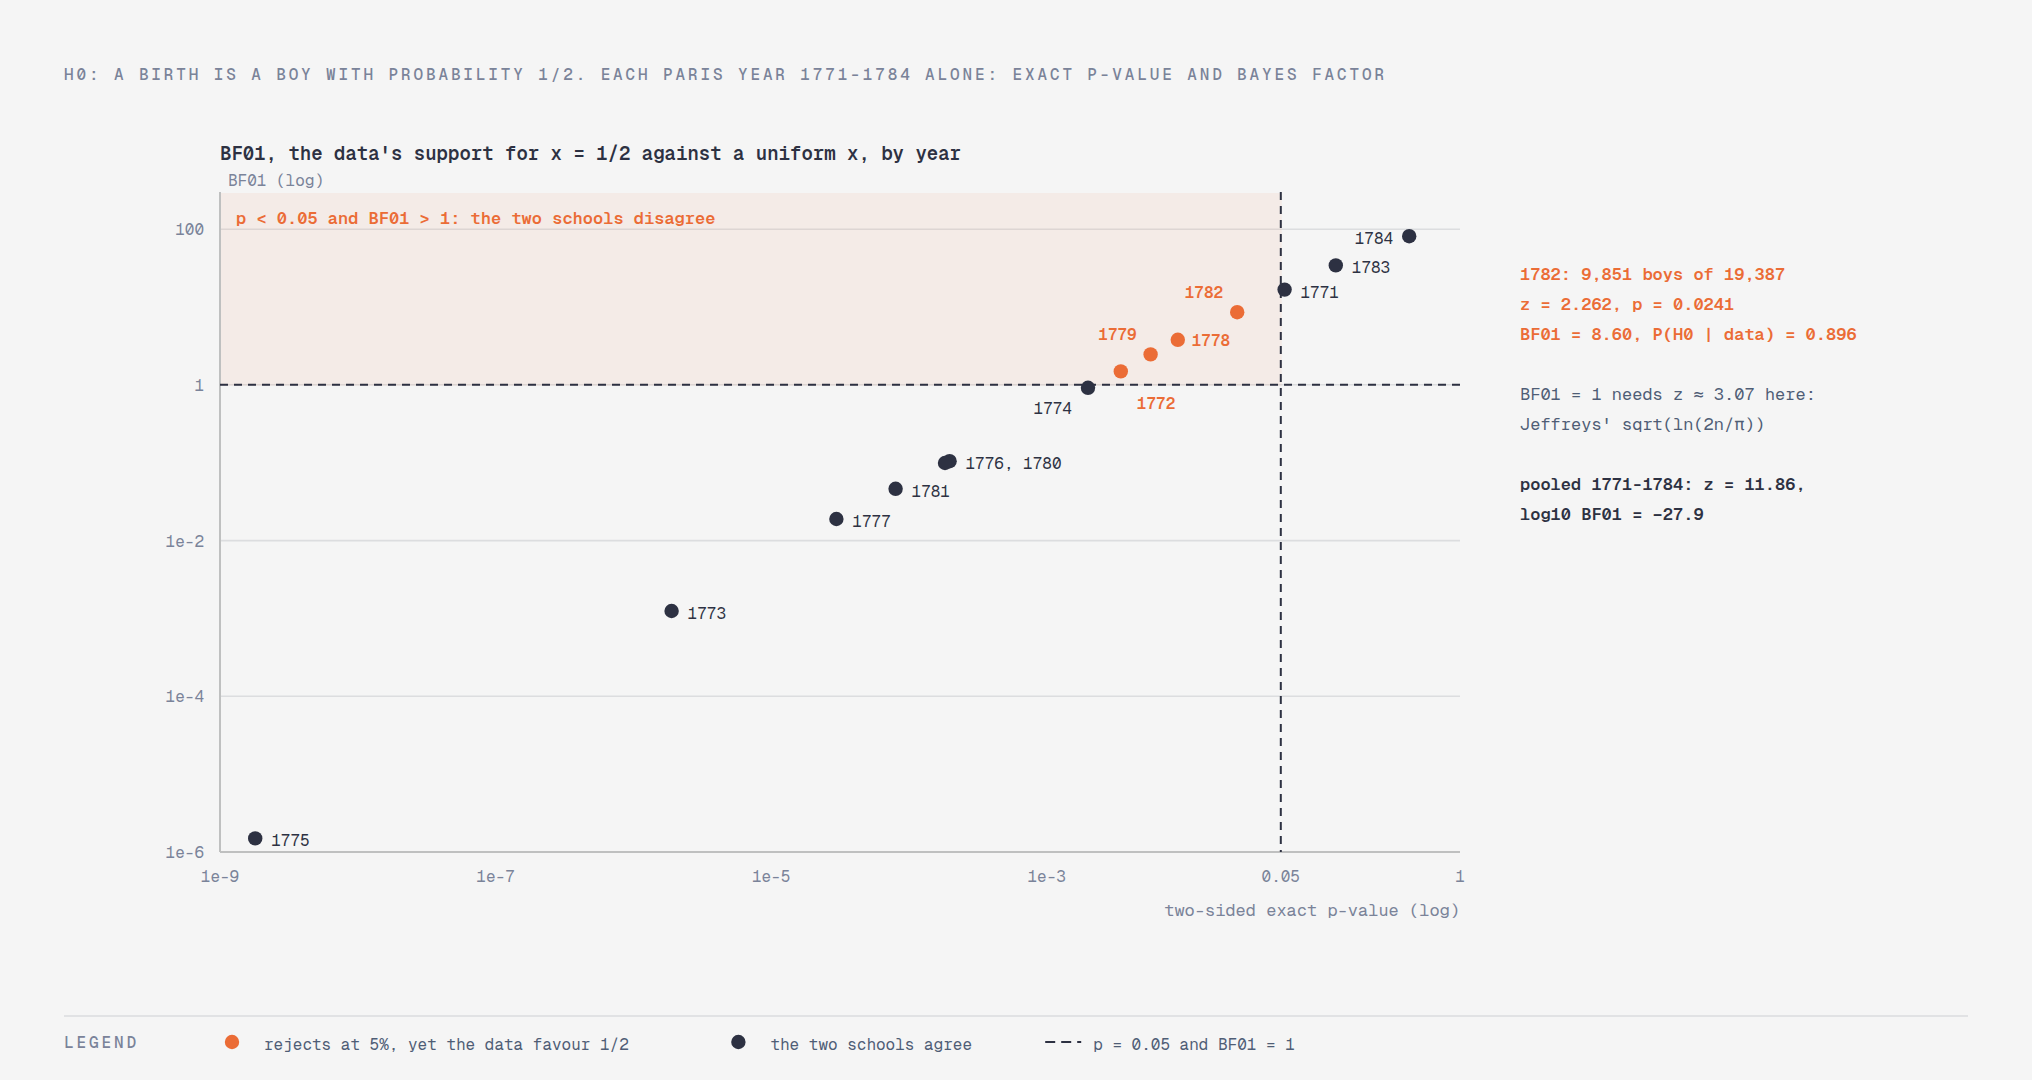 H0: A BIRTH IS A BOY WITH PROBABILITY 1/2. EACH PARIS YEAR 1771-1784 ALONE: EXACT P-VALUE AND BAYES FACTOR
BF01, the data's support for x = 1/2 against a uniform x, by year
BF01 (log)
p < 0.05 and BF01 > 1: the two schools disagree
100
1784
1783
1782
1771
1779
1778
1
1772
1774
1776, 1780
1781
1777
1e-2
1773
1e-4
1775
1e-6
1e-9
1e-7
1e-5
1e-3
0.05
1
two-sided exact p-value (log)
1782: 9,851 boys of 19,387
z = 2.262, p = 0.0241
BF01 = 8.60, P(H0 | data) = 0.896
BF01 = 1 needs z ≈ 3.07 here:
Jeffreys' sqrt(ln(2n/π))
pooled 1771-1784: z = 11.86,
log10 BF01 = −27.9
LEGEND
rejects at 5%, yet the data favour 1/2
the two schools agree
p = 0.05 and BF01 = 1